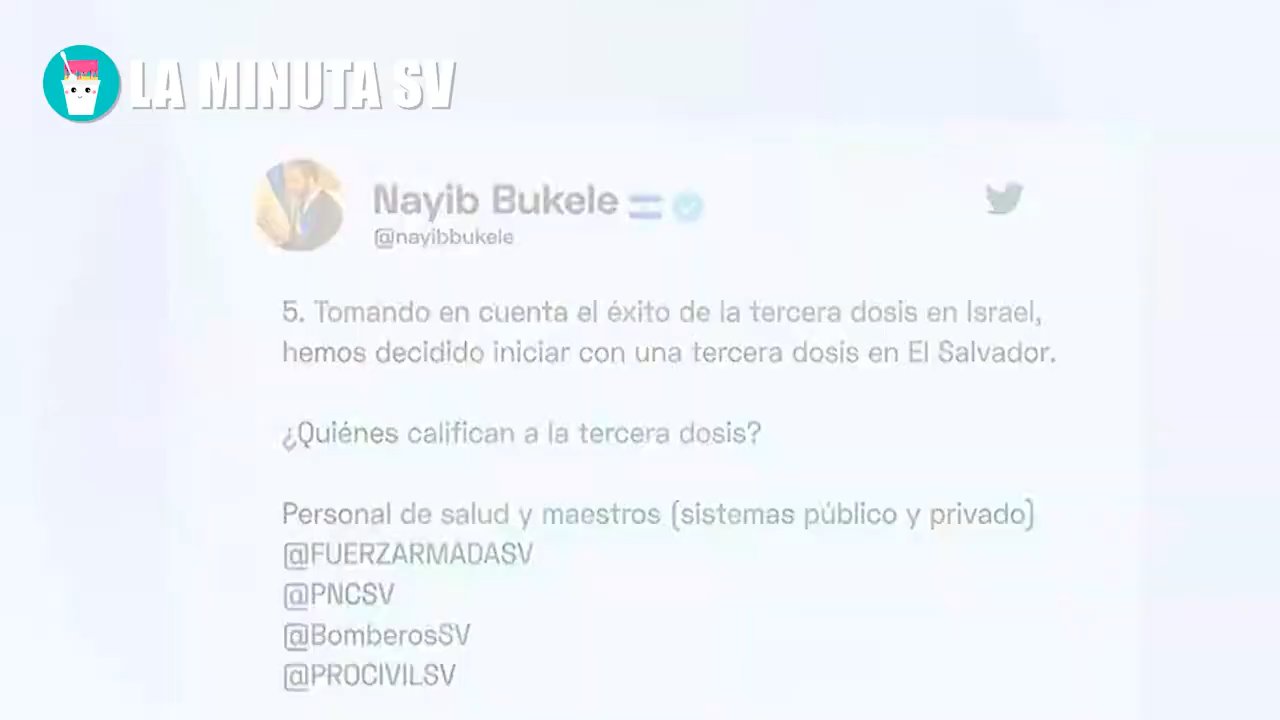 LA MINUTA SV
Nayib Bukele
@nayibbukele
5. Tomando en cuenta el éxito de la tercera dosis en Israel,
hemos decidido iniciar con una tercera dosis en El Salvador.
¿Quiénes califican a la tercera dosis?
Personal de salud y maestros (sistemas público y privado)
@FUERZARMADASV
@PNCSV
@BomberosSV
@PROCIVILSV